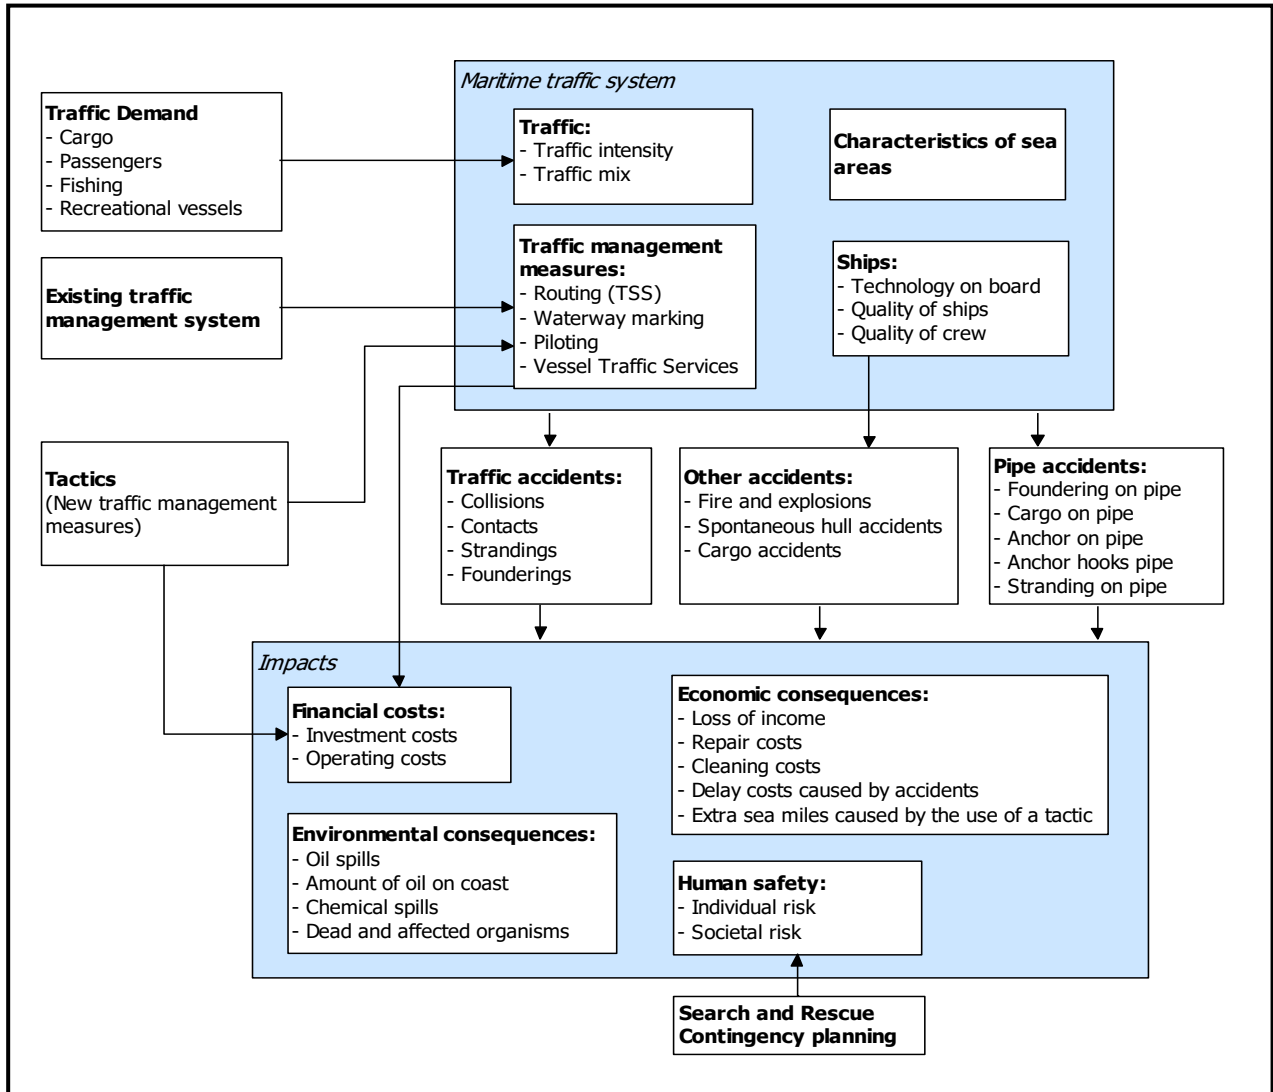 Maritime traffic system
Traffic Demand
- Cargo
- Passengers
- Fishing
- Recreational vessels
Traffic:
- Traffic intensity
- Traffic mix
Characteristics of sea
areas
Existing traffic
management system
Traffic management
measures:
- Routing (TSS)
- Waterway marking
- Piloting
- Vessel Traffic Services
Ships:
- Technology on board
- Quality of ships
- Quality of crew
Tactics
(New traffic management
measures)
Traffic accidents:
- Collisions
- Contacts
- Strandings
- Founderings
Other accidents:
- Fire and explosions
- Spontaneous hull accidents
- Cargo accidents
Pipe accidents:
- Foundering on pipe
- Cargo on pipe
- Anchor on pipe
- Anchor hooks pipe
- Stranding on pipe
Impacts
Financial costs:
- Investment costs
- Operating costs
Economic consequences:
- Loss of income
- Repair costs
- Cleaning costs
- Delay costs caused by accidents
- Extra sea miles caused by the use of a tactic
Environmental consequences:
- Oil spills
- Amount of oil on coast
- Chemical spills
- Dead and affected organisms
Human safety:
- Individual risk
- Societal risk
Search and Rescue
Contingency planning